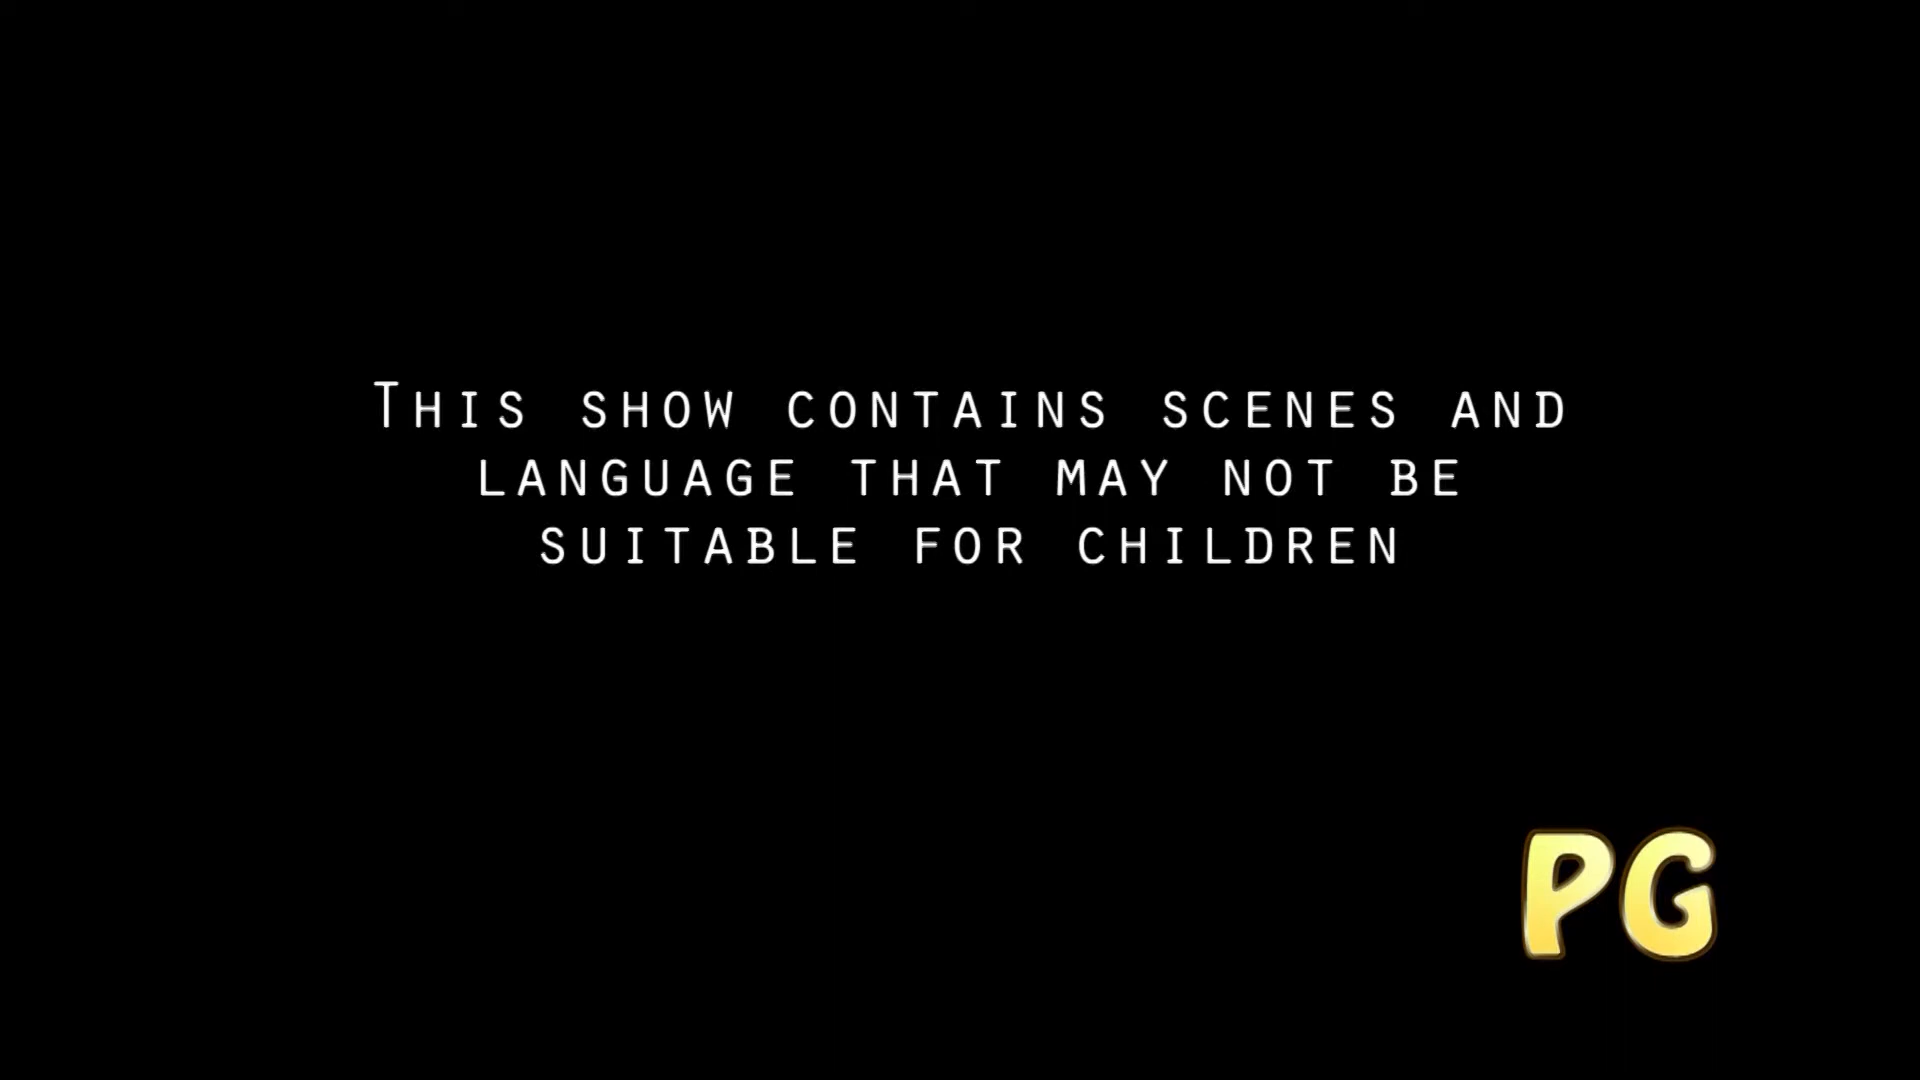 THIS SHOW CONTAINS SCENES AND
LANGUAGE THAT MAY NOT BE
SUITABLE FOR CHILDREN
PG